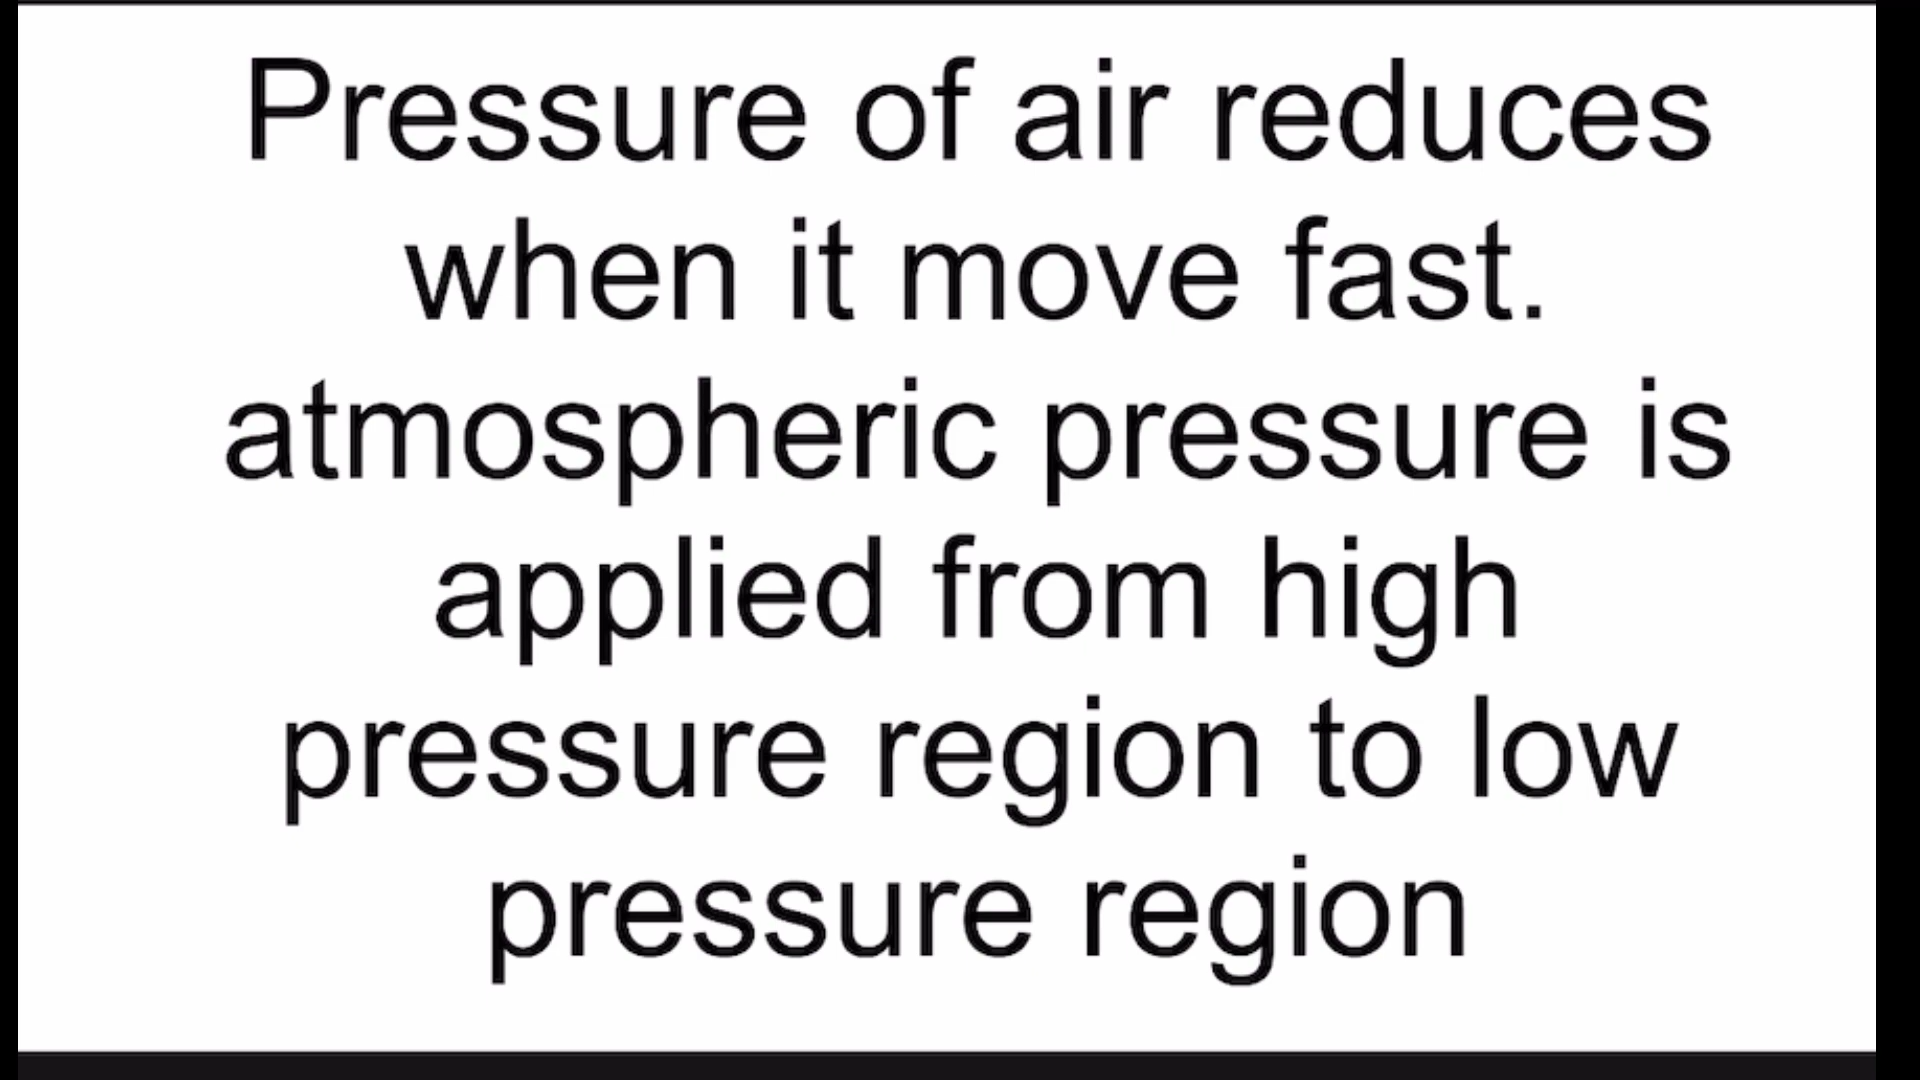 Pressure of air reduces
when it move fast.
atmospheric pressure is
applied from high
pressure region to low
pressure region